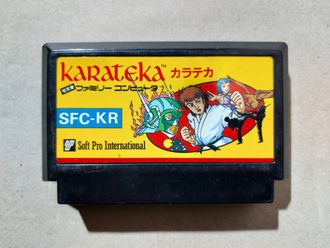 KARATEKA™ カラテカ
ファミリー コンピュータ
SFC-KR
Soft Pro International